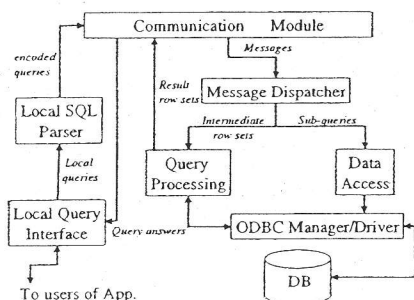 Communication Module
encoded
queries
Result
row sets
Messages
Message Dispatcher
Local SQL
Parser
Intermediate
row sets
Sub-queries
Local
queries
Query
Processing
Data
Access
Local Query
Interface
Query answers
ODBC Manager/Driver
DB
To users of App.